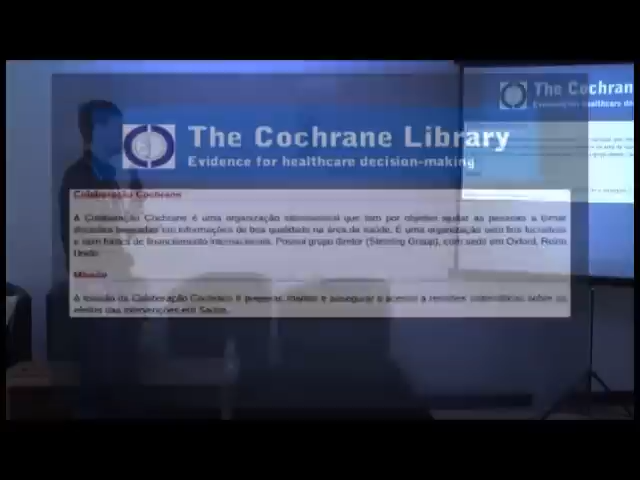 The Cochrane Library
Evidence for healthcare decision-making
Colaboração Cochrane
A Colaboração Cochrane é uma organização internacional que tem por objetivo ajudar as pessoas a tomar
decisões baseadas em informações de boa qualidade na área da saúde. É uma organização sem fins lucrativos
e sem fontes de financiamento internacionais. Possui grupo diretor (Steering Group), com sede em Oxford, Reino
Unido.
Missão
A missão da Colaboração Cochrane é preparar, manter e assegurar o acesso a revisões sistemáticas sobre os
efeitos das intervenções em Saúde.
The Cochran
Evidence for healthcare de